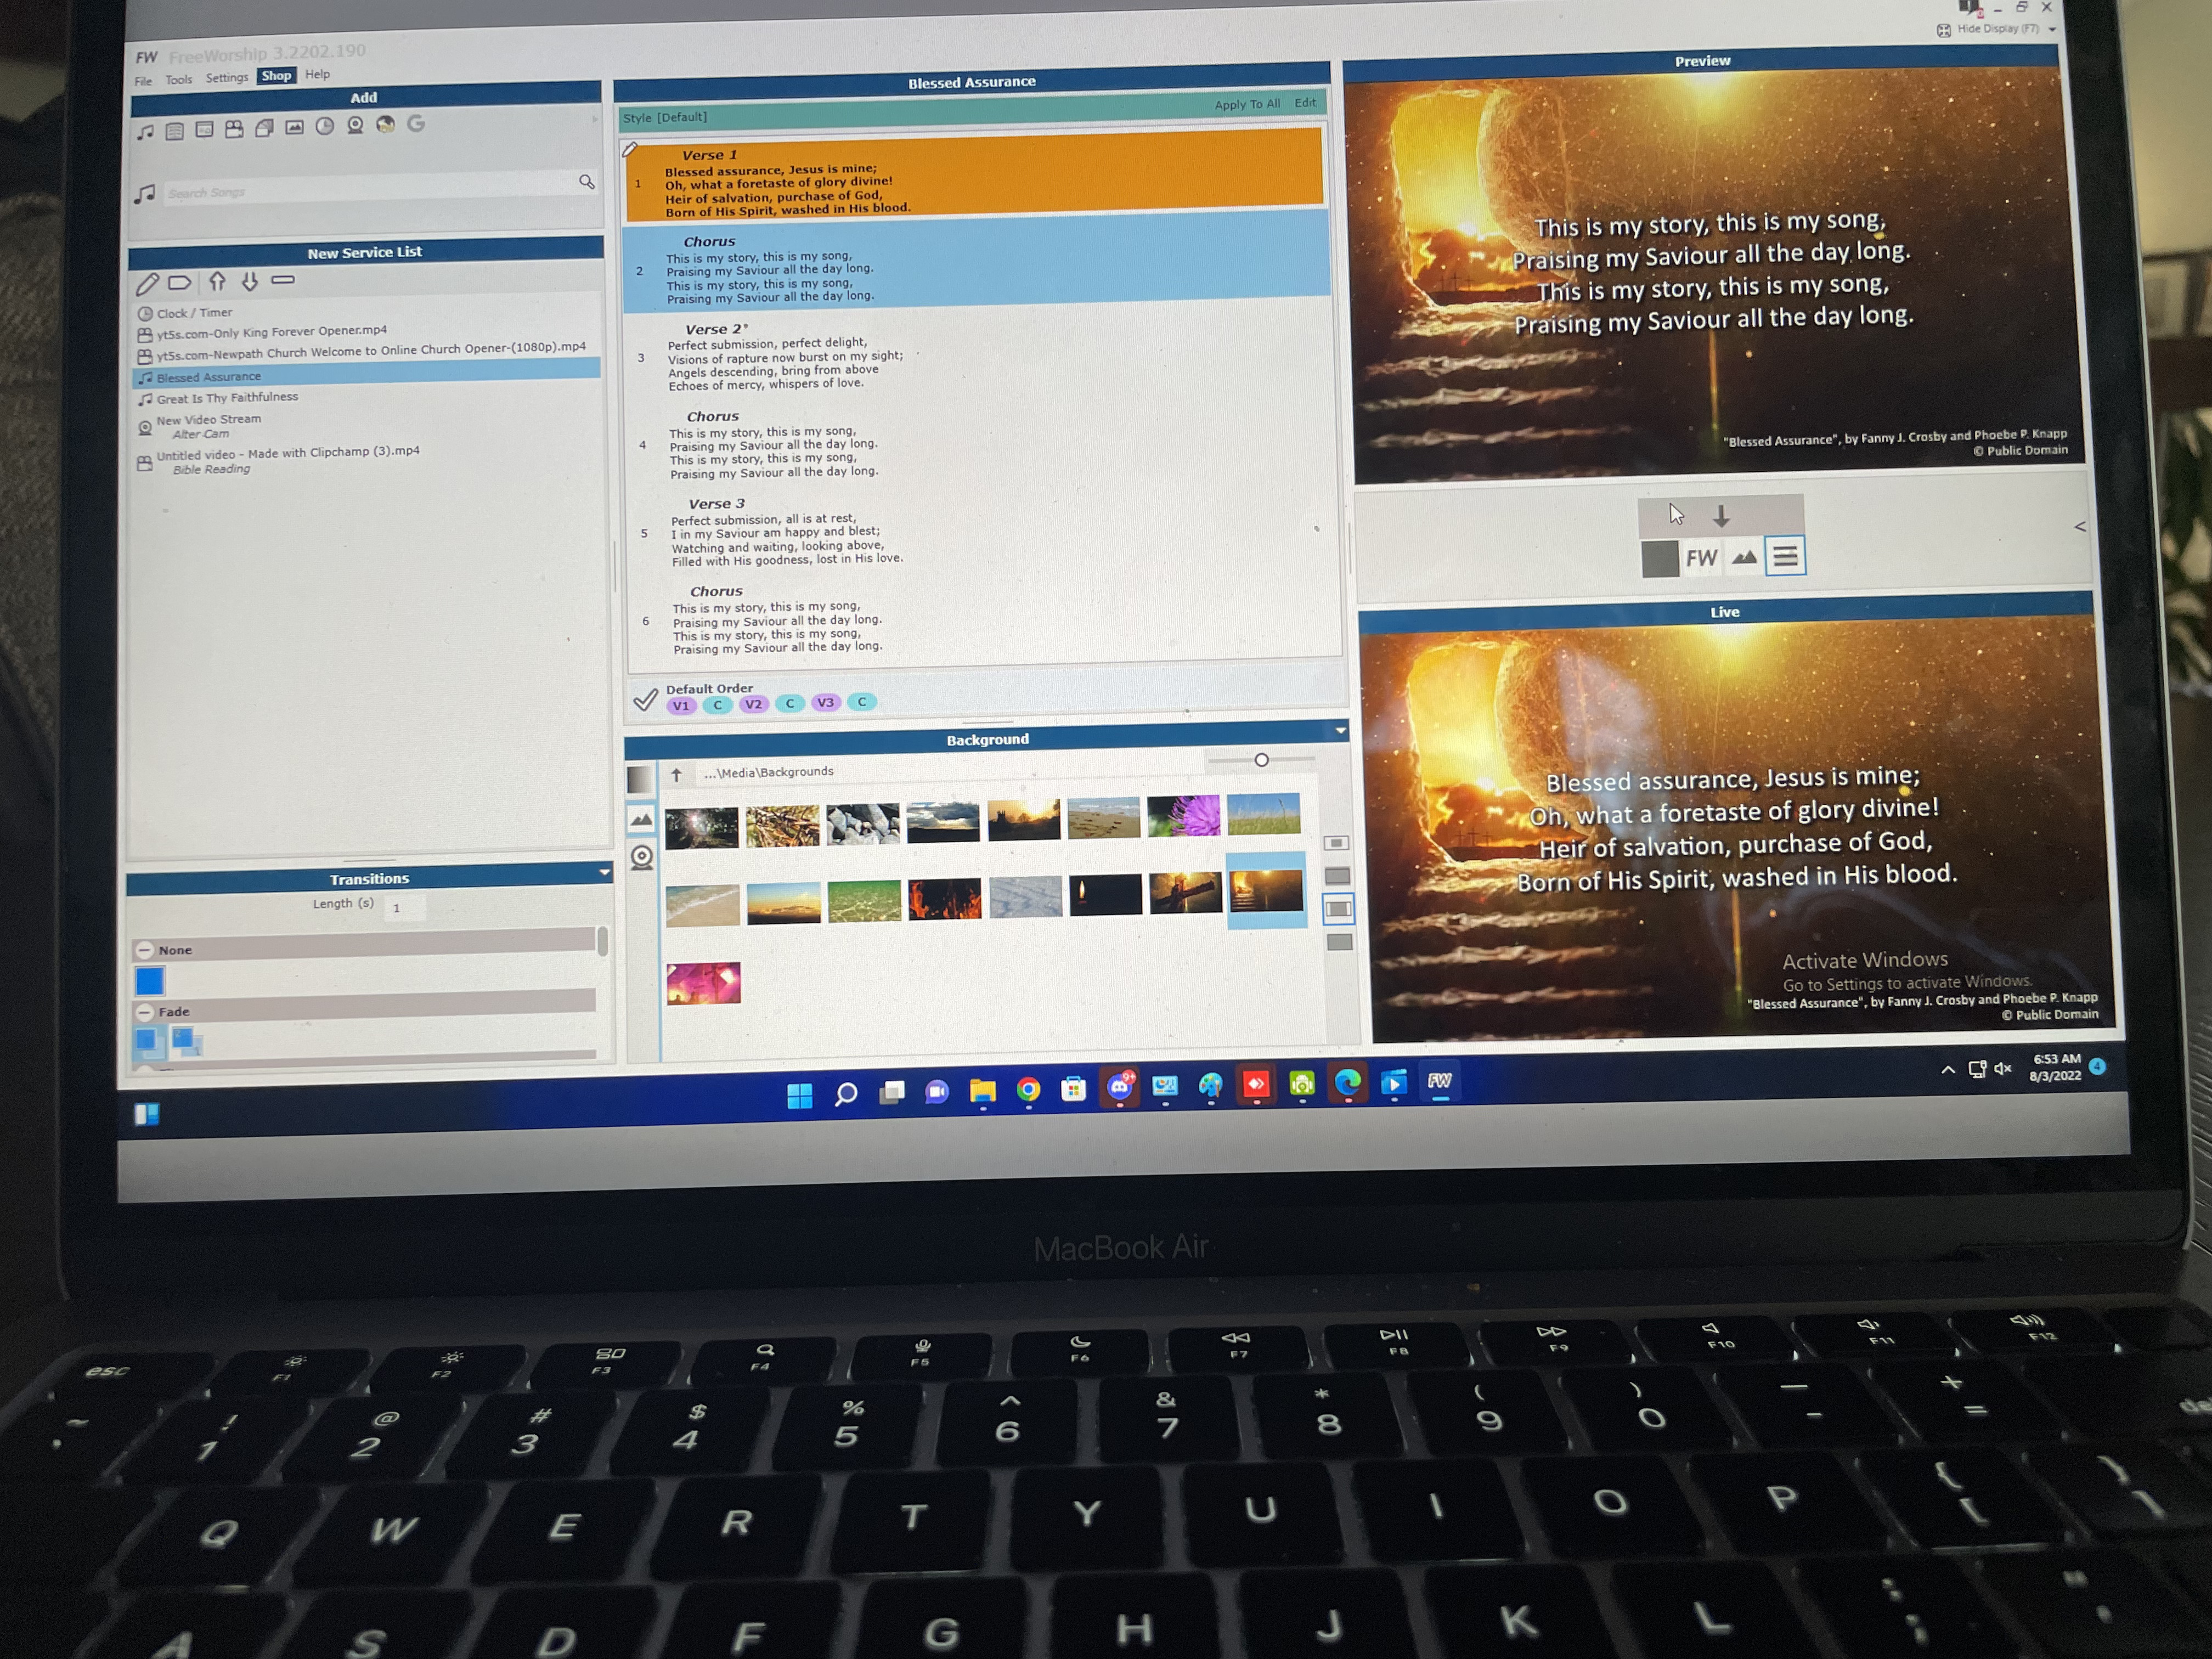 FW FreeWorship 3.2202.190
Hide Display (F7)
File Tools Settings Shop Help
Add
Search Songs
New Service List
Clock / Timer
yt5s.com-Only King Forever Opener.mp4
yt5s.com-Newpath Church Welcome to Online Church Opener-(1080p).mp4
Blessed Assurance
Great Is Thy Faithfulness
New Video Stream
Alter Cam
Untitled video - Made with Clipchamp (3).mp4
Bible Reading
Transitions
Length (s) 1
None
Fade
Blessed Assurance
Style [Default] Apply To All Edit
Verse 1
1
Blessed assurance, Jesus is mine;
Oh, what a foretaste of glory divine!
Heir of salvation, purchase of God,
Born of His Spirit, washed in His blood.
Chorus
2
This is my story, this is my song,
Praising my Saviour all the day long.
This is my story, this is my song,
Praising my Saviour all the day long.
Verse 2*
3
Perfect submission, perfect delight,
Visions of rapture now burst on my sight;
Angels descending, bring from above
Echoes of mercy, whispers of love.
Chorus
4
This is my story, this is my song,
Praising my Saviour all the day long.
This is my story, this is my song,
Praising my Saviour all the day long.
Verse 3
5
Perfect submission, all is at rest,
I in my Saviour am happy and blest;
Watching and waiting, looking above,
Filled with His goodness, lost in His love.
Chorus
6
This is my story, this is my song,
Praising my Saviour all the day long.
This is my story, this is my song,
Praising my Saviour all the day long.
Default Order
V1 C V2 C V3 C
Background
...\Media\Backgrounds
Preview
This is my story, this is my song,
Praising my Saviour all the day long.
This is my story, this is my song,
Praising my Saviour all the day long.
"Blessed Assurance", by Fanny J. Crosby and Phoebe P. Knapp
© Public Domain
FW
Live
Blessed assurance, Jesus is mine;
Oh, what a foretaste of glory divine!
Heir of salvation, purchase of God,
Born of His Spirit, washed in His blood.
Activate Windows
Go to Settings to activate Windows.
"Blessed Assurance", by Fanny J. Crosby and Phoebe P. Knapp
© Public Domain
9+
FW
6:53 AM
8/3/2022
4
MacBook Air
esc F1 F2 F3 F4 F5 F6 F7 F8 F9 F10 F11 F12
~ ! @ # $ % ^ & * ( ) — +
1 2 3 4 5 6 7 8 9 0 - =
Q W E R T Y U I O P { [ } ]
A S D F G H J K L : ; " '